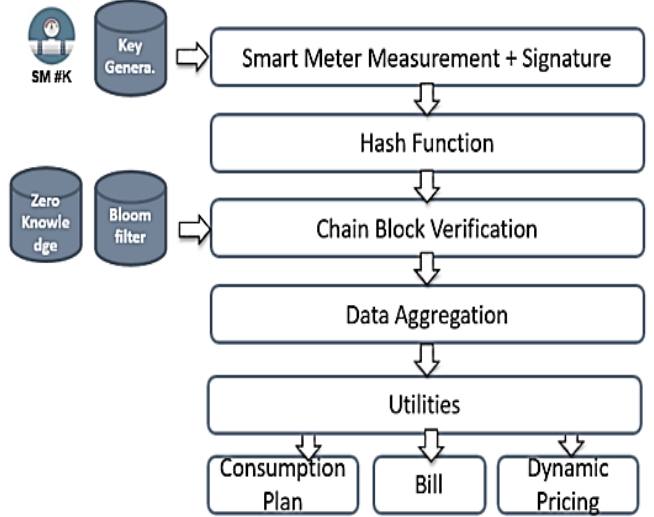 Key
Genera.
SM #K
Smart Meter Measurement + Signature
Hash Function
Zero
Knowle
dge
Bloom
filter
Chain Block Verification
Data Aggregation
Utilities
Consumption
Plan
Bill
Dynamic
Pricing